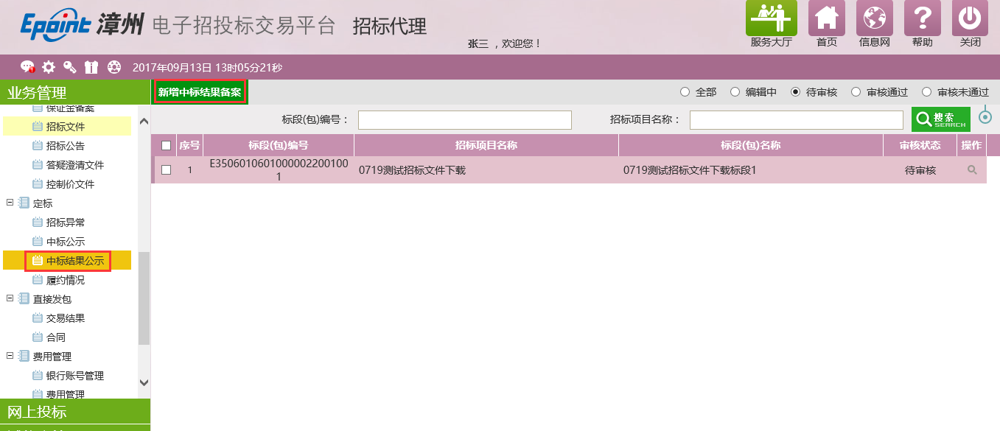 Epoint 漳州 电子招投标交易平台 招标代理
张三 ，欢迎您！
服务大厅 首页 信息网 帮助 关闭
2017年09月13日 13时05分21秒
业务管理
保证金备案
招标文件
招标公告
答疑澄清文件
控制价文件
定标
招标异常
中标公示
中标结果公示
履约情况
直接发包
交易结果
合同
费用管理
银行账号管理
费用管理
网上投标
新增中标结果备案 全部 编辑中 待审核 审核通过 审核未通过
标段(包)编号： 招标项目名称： 搜索 SEARCH
序号 标段(包)编号 招标项目名称 标段(包)名称 审核状态 操作
1 E3506010601000002200100 0719测试招标文件下载 0719测试招标文件下载标段1 待审核
1